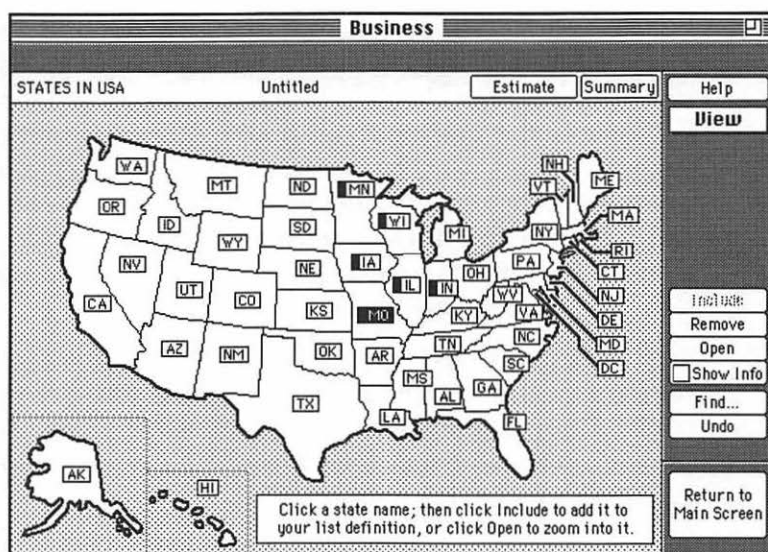 Business
STATES IN USA
Untitled
Estimate
Summary
Help
View
WA
OR
CA
NV
ID
MT
WY
UT
CO
AZ
NM
ND
SD
NE
KS
OK
TX
MN
IA
MO
AR
LA
WI
IL
MI
IN
OH
KY
TN
MS
AL
GA
FL
SC
NC
VA
WV
PA
NY
VT
NH
ME
MA
RI
CT
NJ
DE
MD
DC
AK
HI
Include
Remove
Open
Show Info
Find...
Undo
Return to
Main Screen
Click a state name; then click Include to add it to
your list definition, or click Open to zoom into it.